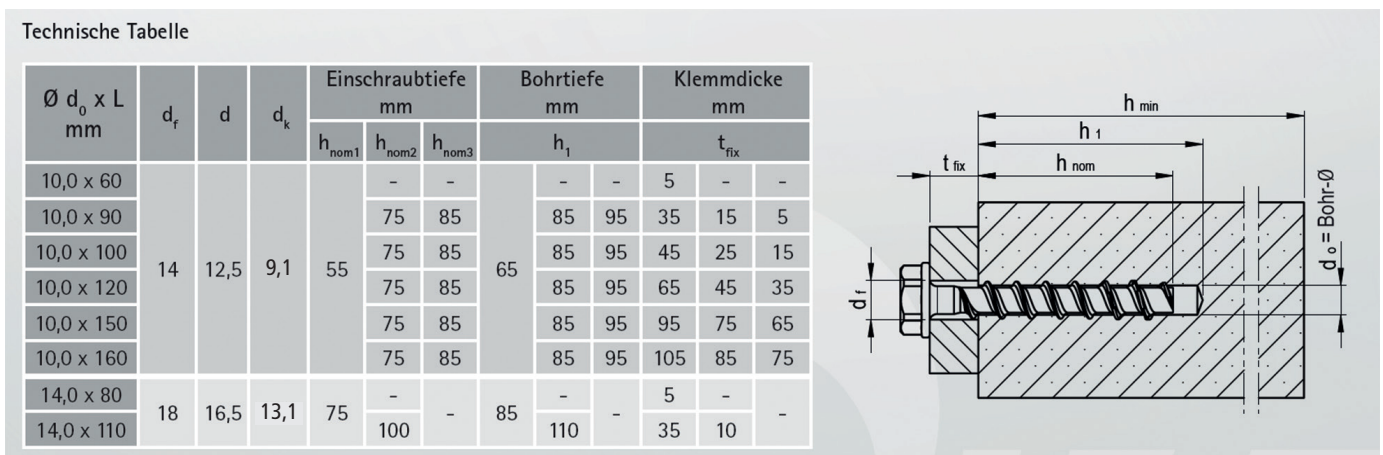 Technische Tabelle
Ø d0 x L mm df d dk Einschraubtiefe mm Bohrtiefe mm Klemmdicke mm
hnom1 hnom2 hnom3 h1 tfix
10,0 x 60 14 12,5 9,1 55 - - 65 - - 5 - -
10,0 x 90 75 85 85 95 35 15 5
10,0 x 100 75 85 85 95 45 25 15
10,0 x 120 75 85 85 95 65 45 35
10,0 x 150 75 85 85 95 95 75 65
10,0 x 160 75 85 85 95 105 85 75
14,0 x 80 18 16,5 13,1 75 - - 85 - - 5 - -
14,0 x 110 100 110 35 10
h min
h 1
t fix h nom
d f
d o = Bohr-Ø